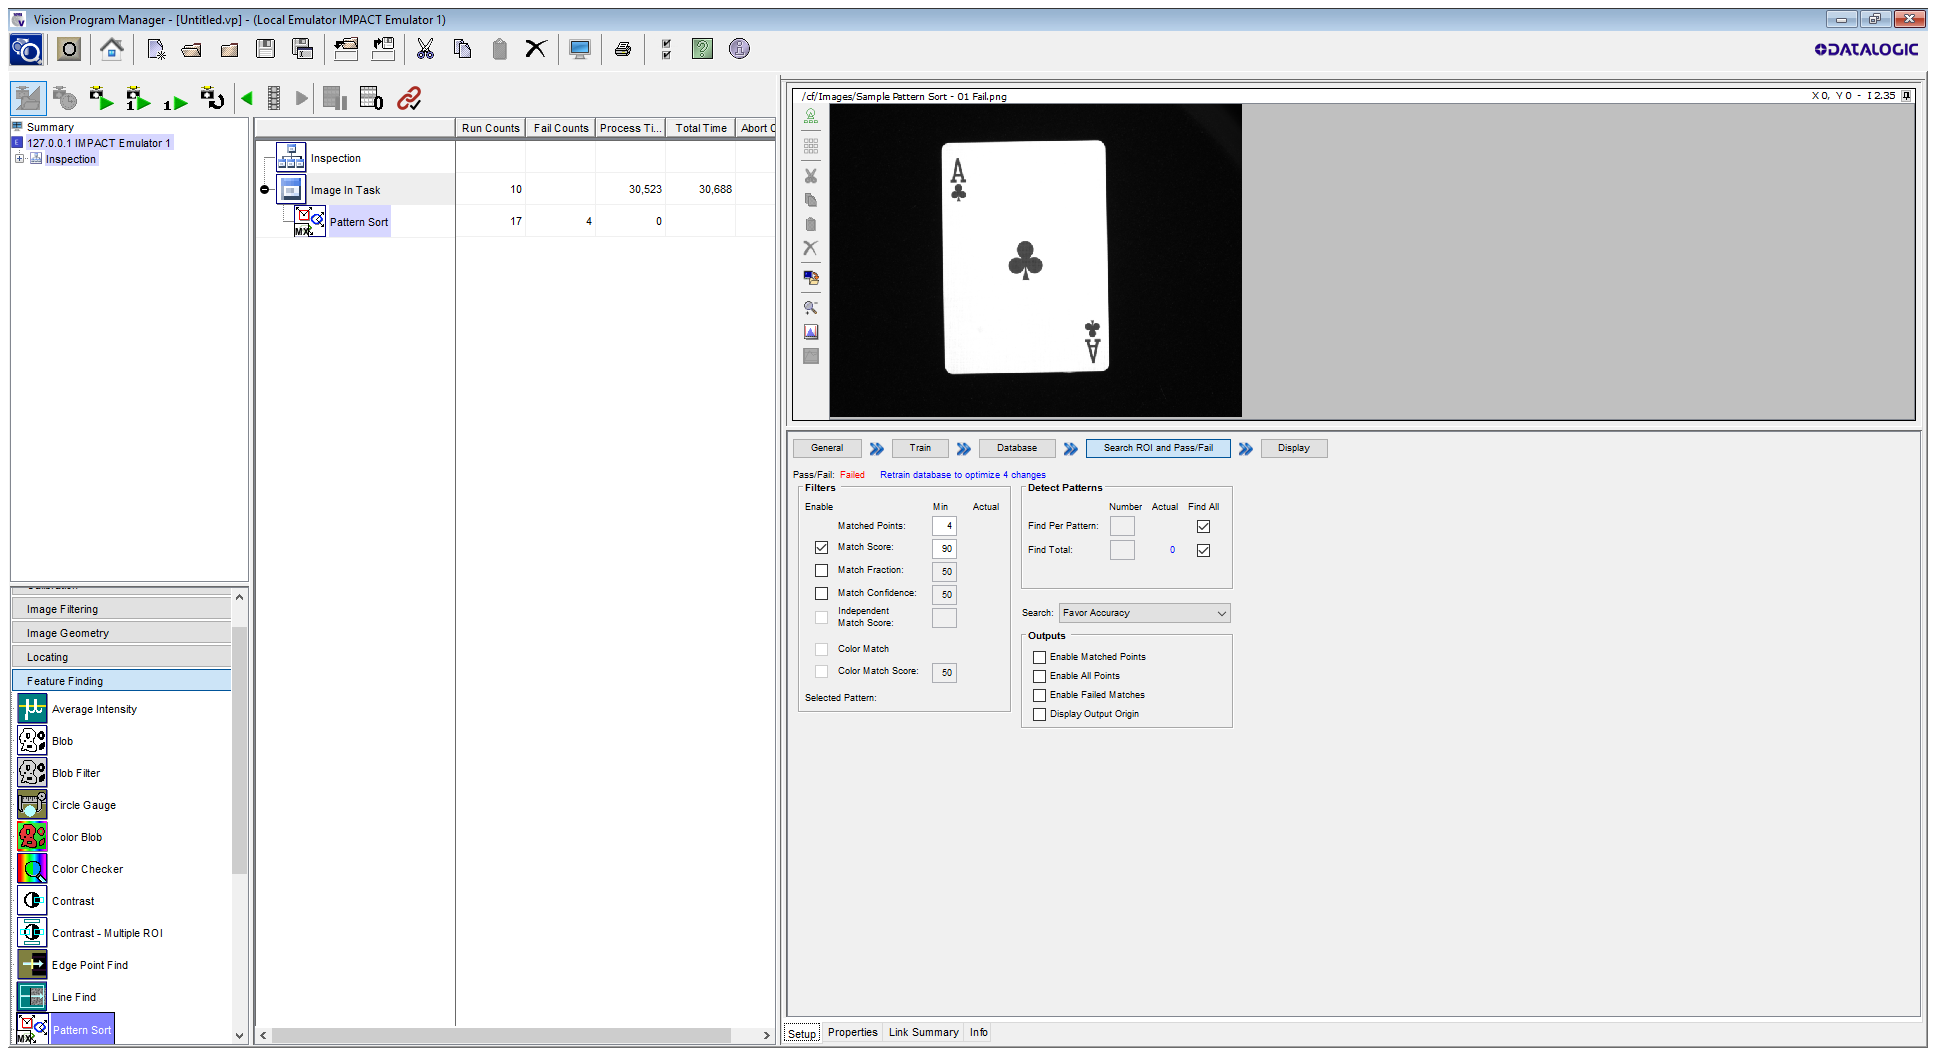 Vision Program Manager - [Untitled.vp] - (Local Emulator IMPACT Emulator 1)
DATALOGIC
Summary
127.0.0.1 IMPACT Emulator 1
Inspection
Image Filtering
Image Geometry
Locating
Feature Finding
Average Intensity
Blob
Blob Filter
Circle Gauge
Color Blob
Color Checker
Contrast
Contrast - Multiple ROI
Edge Point Find
Line Find
MX Pattern Sort
Run Counts Fail Counts Process Ti... Total Time Abort C
Inspection
Image In Task 10 30,523 30,688
MX Pattern Sort 17 4 0
/cf/Images/Sample Pattern Sort - 01 Fail.png X 0, Y 0 - I 2.35
A
A
General Train Database Search ROI and Pass/Fail Display
Pass/Fail: Failed Retrain database to optimize 4 changes
Filters
Enable Min Actual
Matched Points: 4
Match Score: 90
Match Fraction: 50
Match Confidence: 50
Independent
Match Score:
Color Match
Color Match Score: 50
Selected Pattern:
Detect Patterns
Number Actual Find All
Find Per Pattern:
Find Total: 0
Search: Favor Accuracy
Outputs
Enable Matched Points
Enable All Points
Enable Failed Matches
Display Output Origin
Setup Properties Link Summary Info